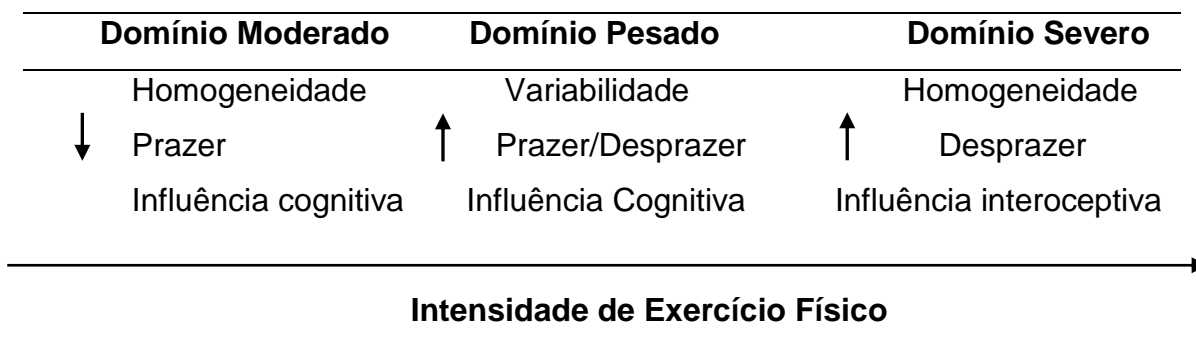 Domínio Moderado Domínio Pesado Domínio Severo
Homogeneidade Variabilidade Homogeneidade
↓ Prazer ↑ Prazer/Desprazer ↑ Desprazer
Influência cognitiva Influência Cognitiva Influência interoceptiva
Intensidade de Exercício Físico